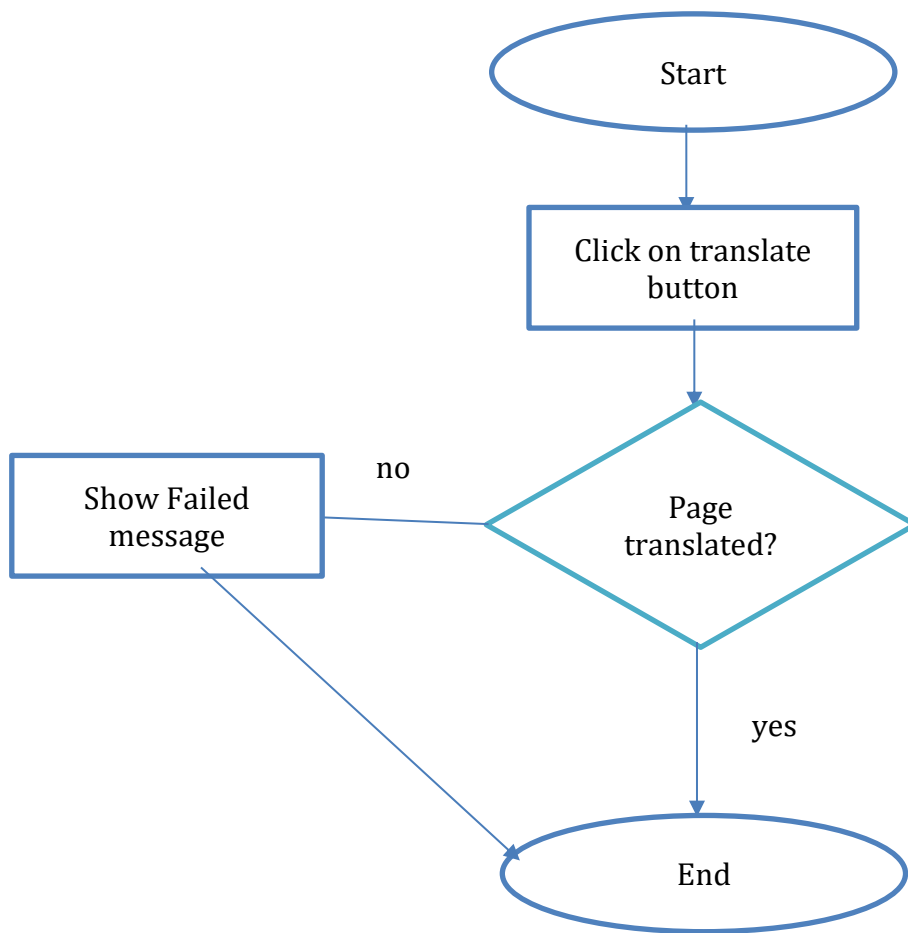 Start
Click on translate
button
no
Show Failed
message
Page
translated?
yes
End